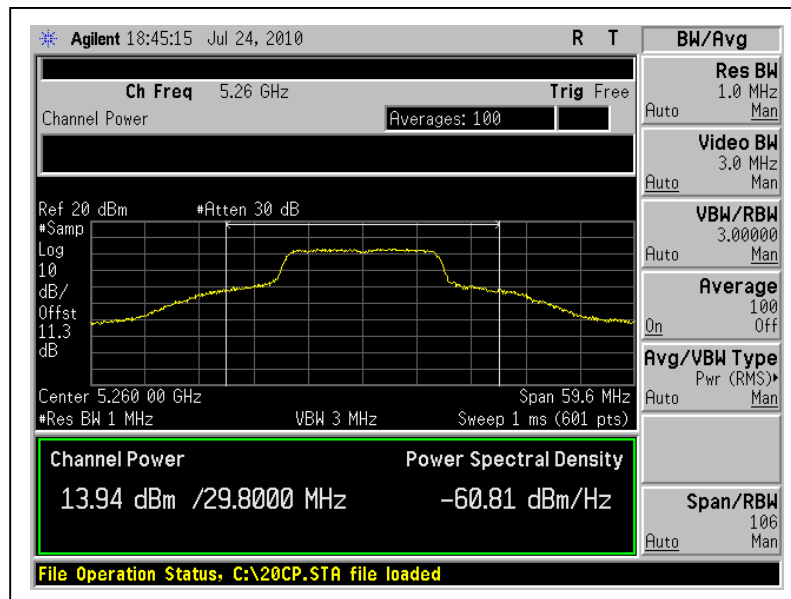 Agilent 18:45:15 Jul 24, 2010 R T
Ch Freq 5.26 GHz Trig Free
Channel Power Averages: 100
Ref 20 dBm #Atten 30 dB
#Samp
Log
10
dB/
Offst
11.3
dB
Center 5.260 00 GHz Span 59.6 MHz
#Res BW 1 MHz VBW 3 MHz Sweep 1 ms (601 pts)
Channel Power Power Spectral Density
13.94 dBm /29.8000 MHz -60.81 dBm/Hz
File Operation Status, C:\20CP.STA file loaded
BW/Avg
Res BW
1.0 MHz
Auto Man
Video BW
3.0 MHz
Auto Man
VBW/RBW
3.00000
Auto Man
Average
100
On Off
Avg/VBW Type
Pwr (RMS)▸
Auto Man
Span/RBW
106
Auto Man